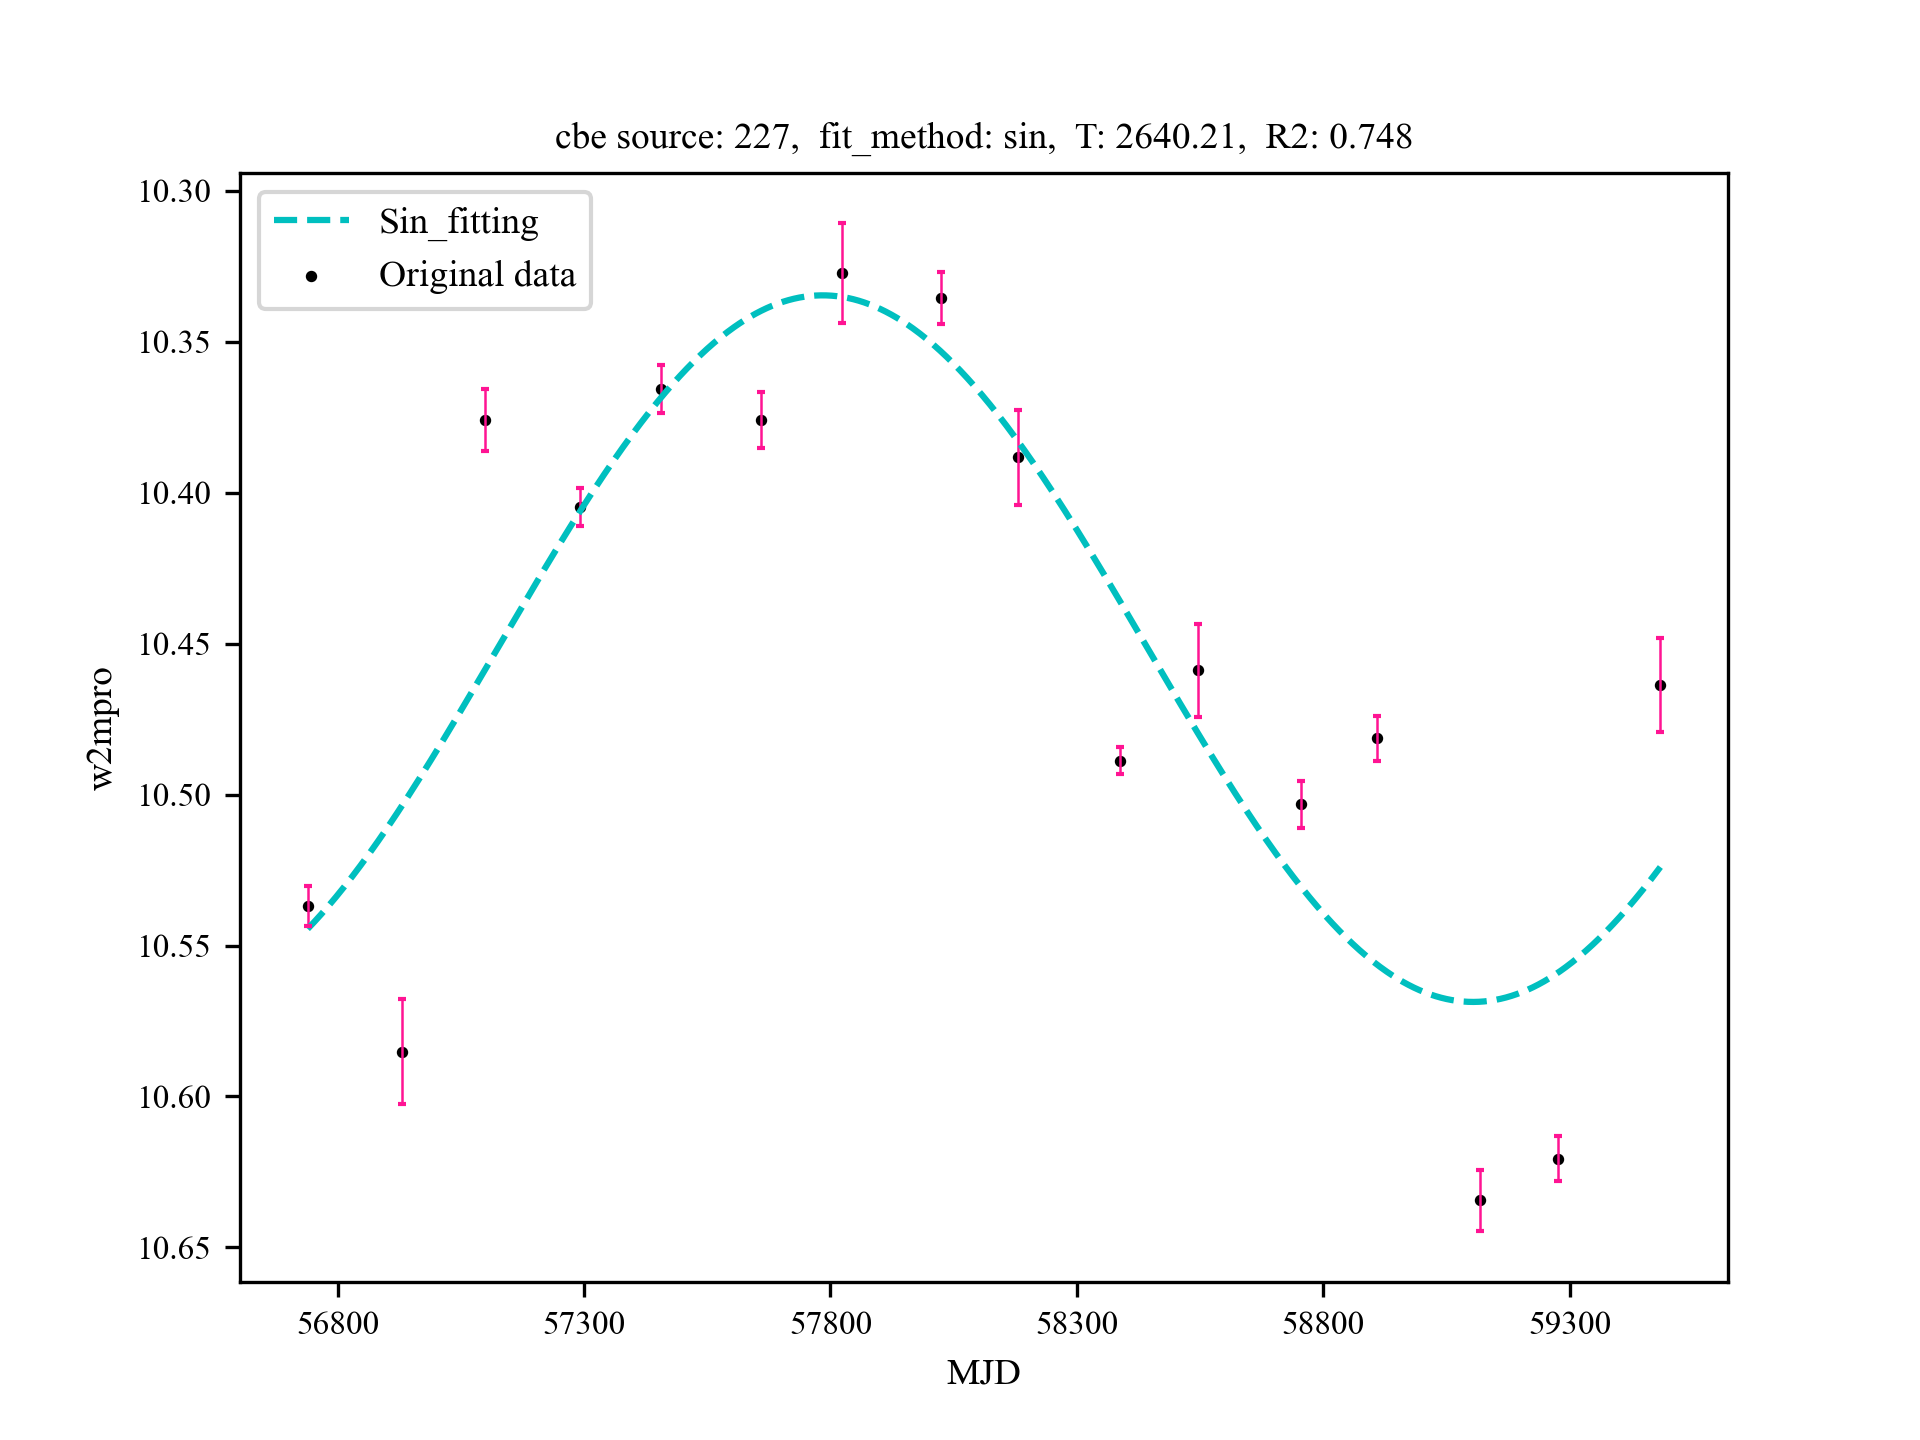 cbe source: 227,  fit_method: sin,  T: 2640.21,  R2: 0.748
Sin_fitting
Original data
10.30
10.35
10.40
10.45
10.50
10.55
10.60
10.65
w2mpro
56800 57300 57800 58300 58800 59300
MJD